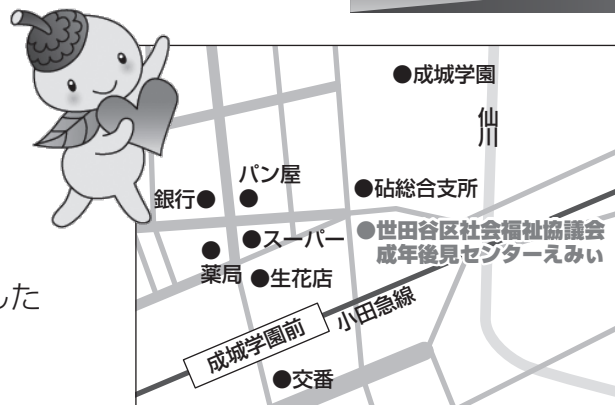 成城学園
仙川
パン屋
銀行
砧総合支所
世田谷区社会福祉協議会
成年後見センターえみぃ
スーパー
薬局
生花店
した
小田急線
成城学園前
交番